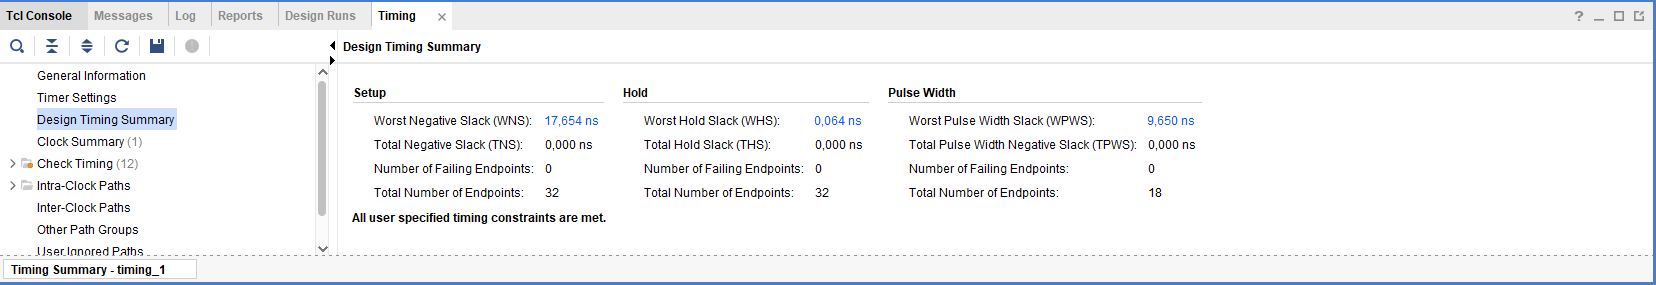 Tcl Console Messages Log Reports Design Runs Timing × ?
Design Timing Summary
General Information
Timer Settings
Design Timing Summary
Clock Summary (1)
Check Timing (12)
Intra-Clock Paths
Inter-Clock Paths
Other Path Groups
User Ignored Paths
Setup Hold Pulse Width
Worst Negative Slack (WNS): 17,654 ns Worst Hold Slack (WHS): 0,064 ns Worst Pulse Width Slack (WPWS): 9,650 ns
Total Negative Slack (TNS): 0,000 ns Total Hold Slack (THS): 0,000 ns Total Pulse Width Negative Slack (TPWS): 0,000 ns
Number of Failing Endpoints: 0 Number of Failing Endpoints: 0 Number of Failing Endpoints: 0
Total Number of Endpoints: 32 Total Number of Endpoints: 32 Total Number of Endpoints: 18
All user specified timing constraints are met.
Timing Summary - timing_1